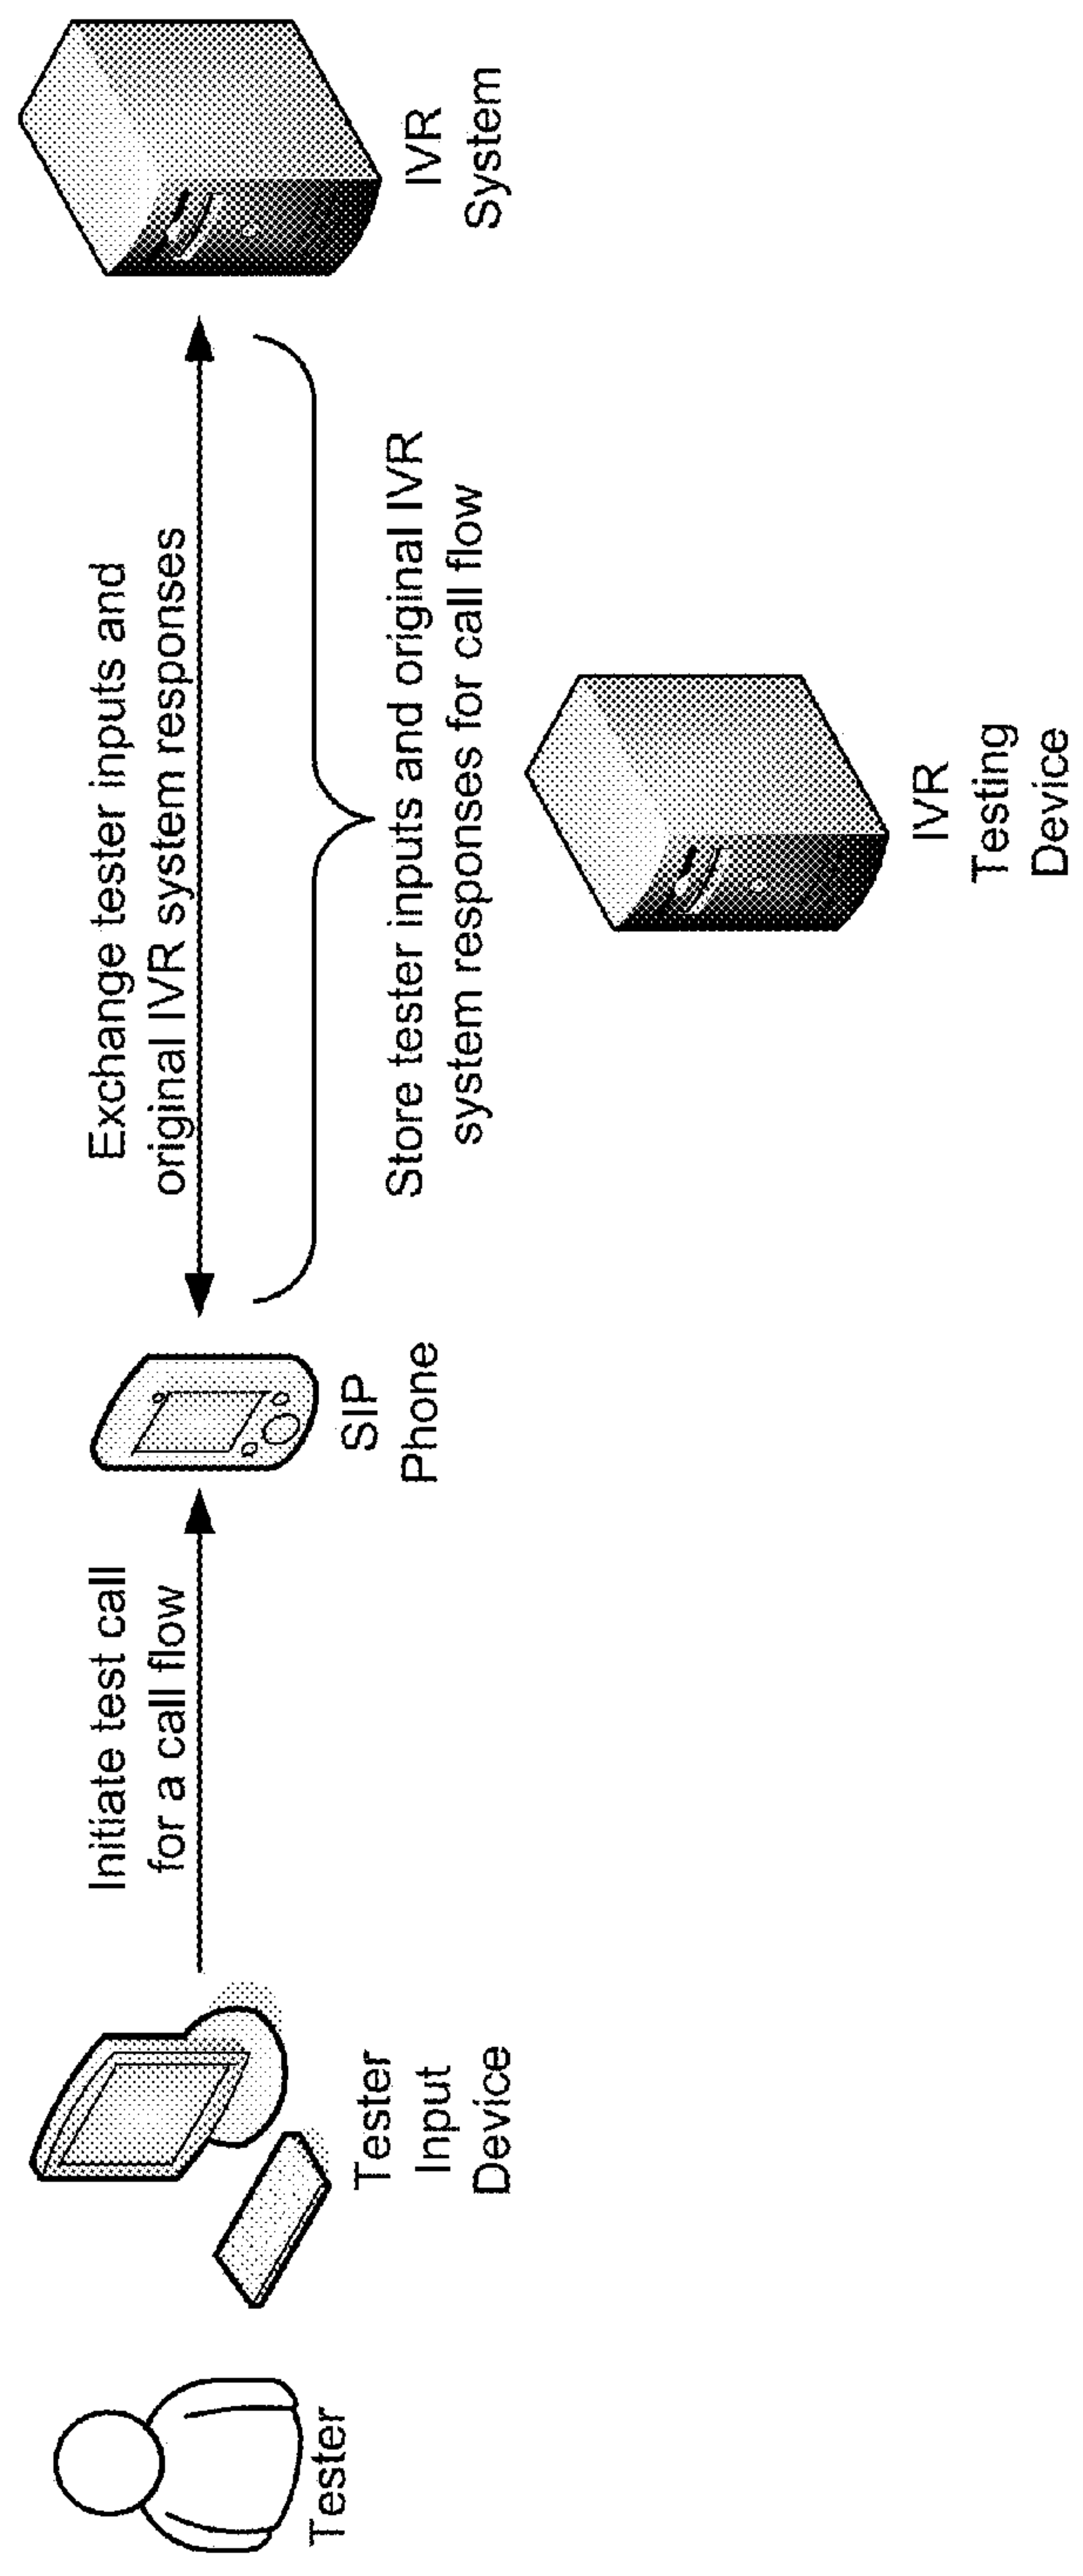 Initiate test call
for a call flow
Exchange tester inputs and
original IVR system responses
Tester
Tester
Input
Device
SIP
Phone
Store tester inputs and original IVR
system responses for call flow
IVR
System
IVR
Testing
Device